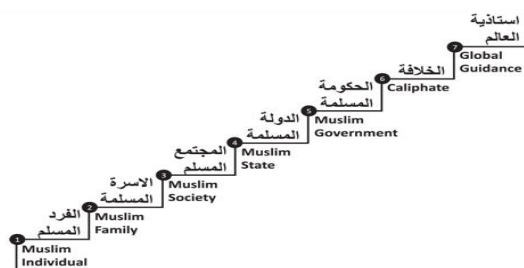 استاذية
العالم
7
Global
Guidance
الخلافة
6
Caliphate
الحكومة
المسلمة
5
Muslim
Government
الدولة
المسلمة
4
Muslim
State
المجتمع
المسلم
3
Muslim
Society
الاسرة
المسلمة
2
Muslim
Family
الفرد
المسلم
1
Muslim
Individual